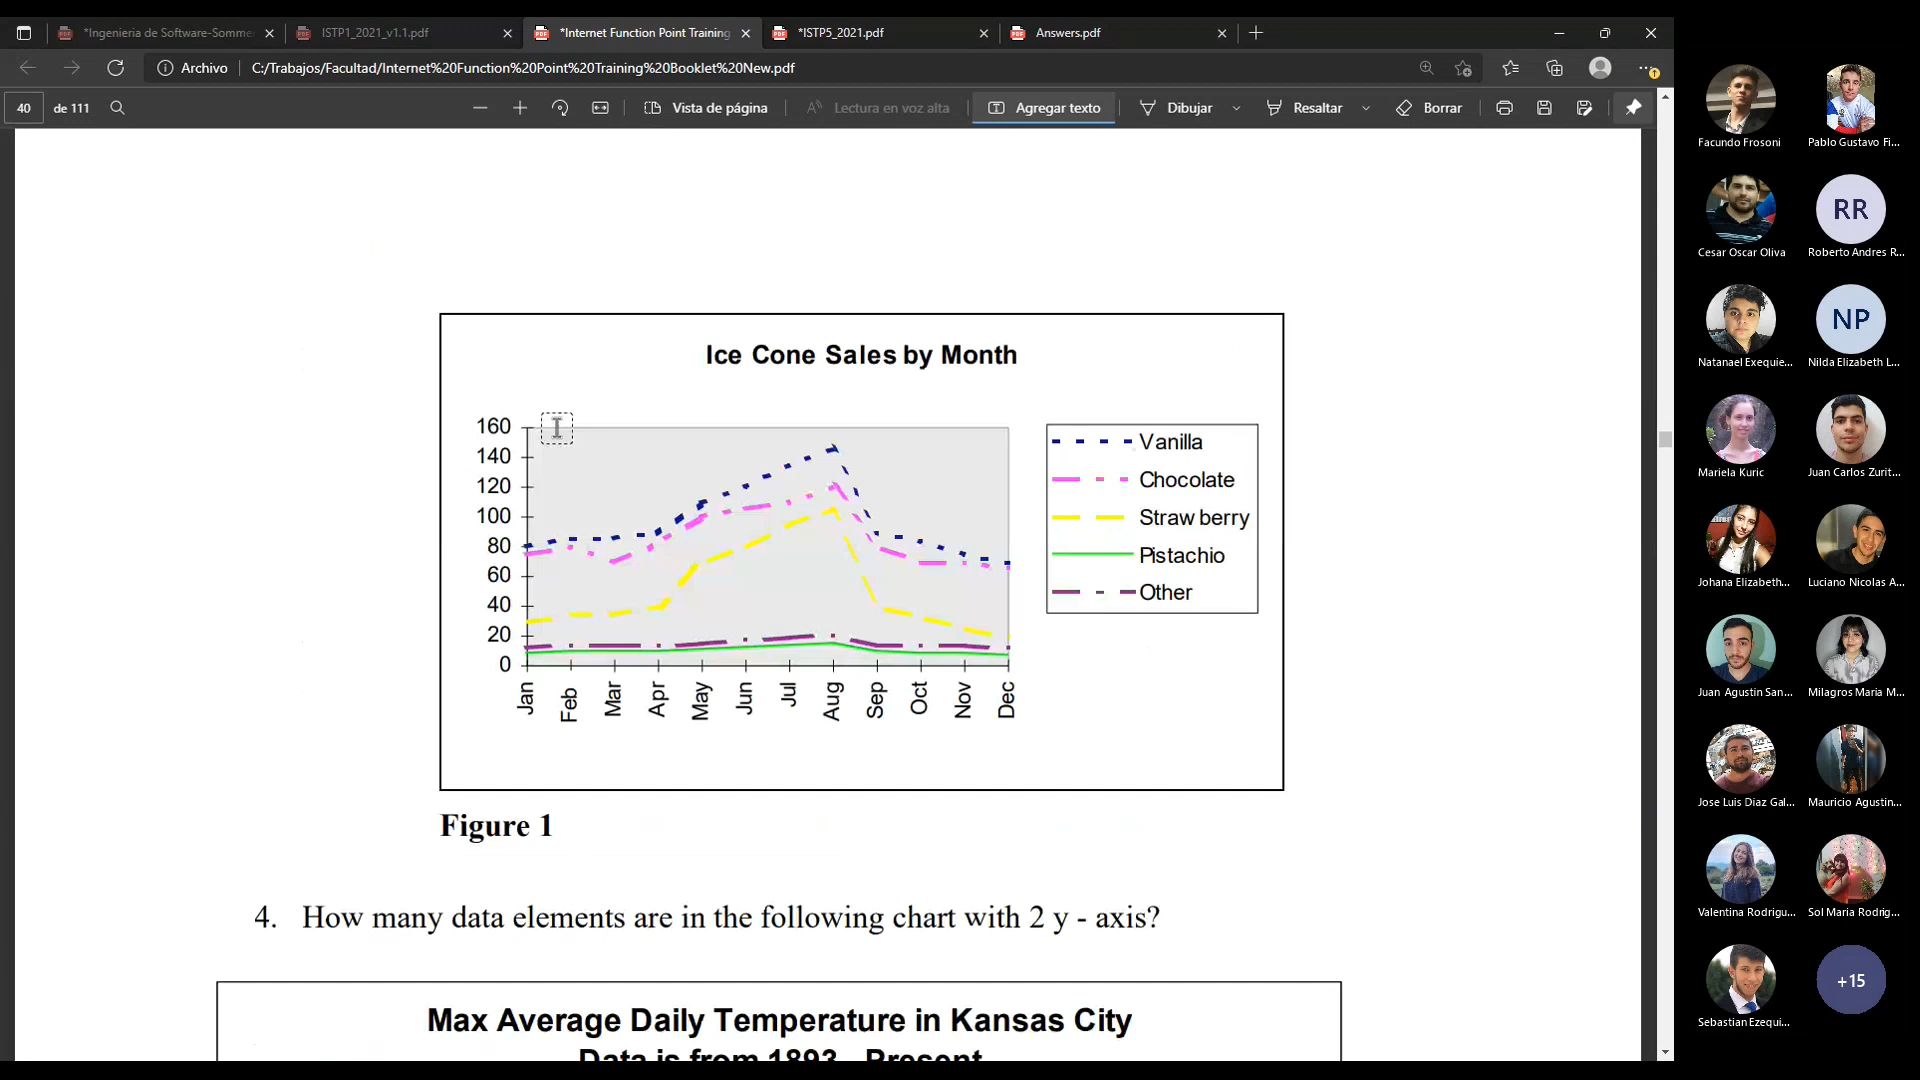 *Ingenieria de Software-Somme
ISTP1_2021_v1.1.pdf
*Internet Function Point Training
*ISTP5_2021.pdf
Answers.pdf
Archivo
C:/Trabajos/Facultad/Internet%20Function%20Point%20Training%20Booklet%20New.pdf
40 de 111
Vista de página
Lectura en voz alta
Agregar texto
Dibujar
Resaltar
Borrar
Ice Cone Sales by Month
160
140
120
100
80
60
40
20
0
Jan Feb Mar Apr May Jun Jul Aug Sep Oct Nov Dec
Vanilla
Chocolate
Straw berry
Pistachio
Other
Figure 1
4. How many data elements are in the following chart with 2 y - axis?
Max Average Daily Temperature in Kansas City
Data is from 1893 - Present
Facundo Frosoni
Pablo Gustavo Fi...
RR
Cesar Oscar Oliva
Roberto Andres R...
NP
Natanael Exequie...
Nilda Elizabeth L...
Mariela Kuric
Juan Carlos Zurit...
Johana Elizabeth...
Luciano Nicolas A...
Juan Agustin San...
Milagros Maria M...
Jose Luis Diaz Gal...
Mauricio Agustin...
Valentina Rodrigu...
Sol Maria Rodrig...
+15
Sebastian Ezequi...